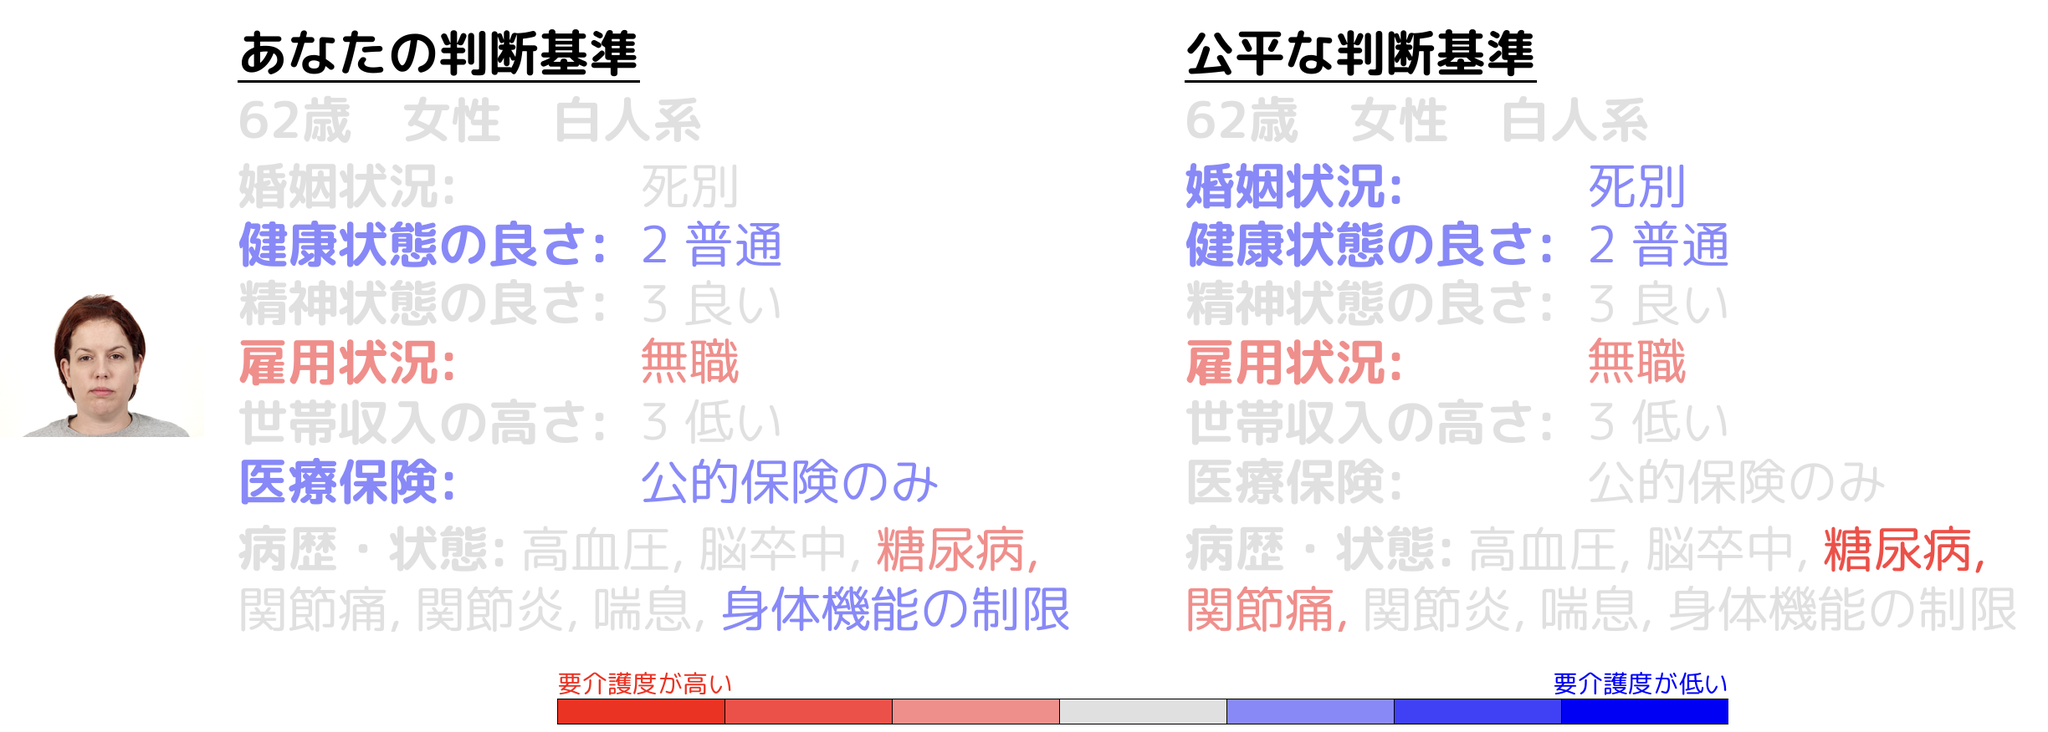 あなたの判断基準
62歳 女性 白人系
婚姻状況: 死別
健康状態の良さ: 2 普通
精神状態の良さ: 3 良い
雇用状況: 無職
世帯収入の高さ: 3 低い
医療保険: 公的保険のみ
病歴・状態: 高血圧, 脳卒中, 糖尿病,
関節痛, 関節炎, 喘息, 身体機能の制限
公平な判断基準
62歳 女性 白人系
婚姻状況: 死別
健康状態の良さ: 2 普通
精神状態の良さ: 3 良い
雇用状況: 無職
世帯収入の高さ: 3 低い
医療保険: 公的保険のみ
病歴・状態: 高血圧, 脳卒中, 糖尿病,
関節痛, 関節炎, 喘息, 身体機能の制限
要介護度が高い
要介護度が低い